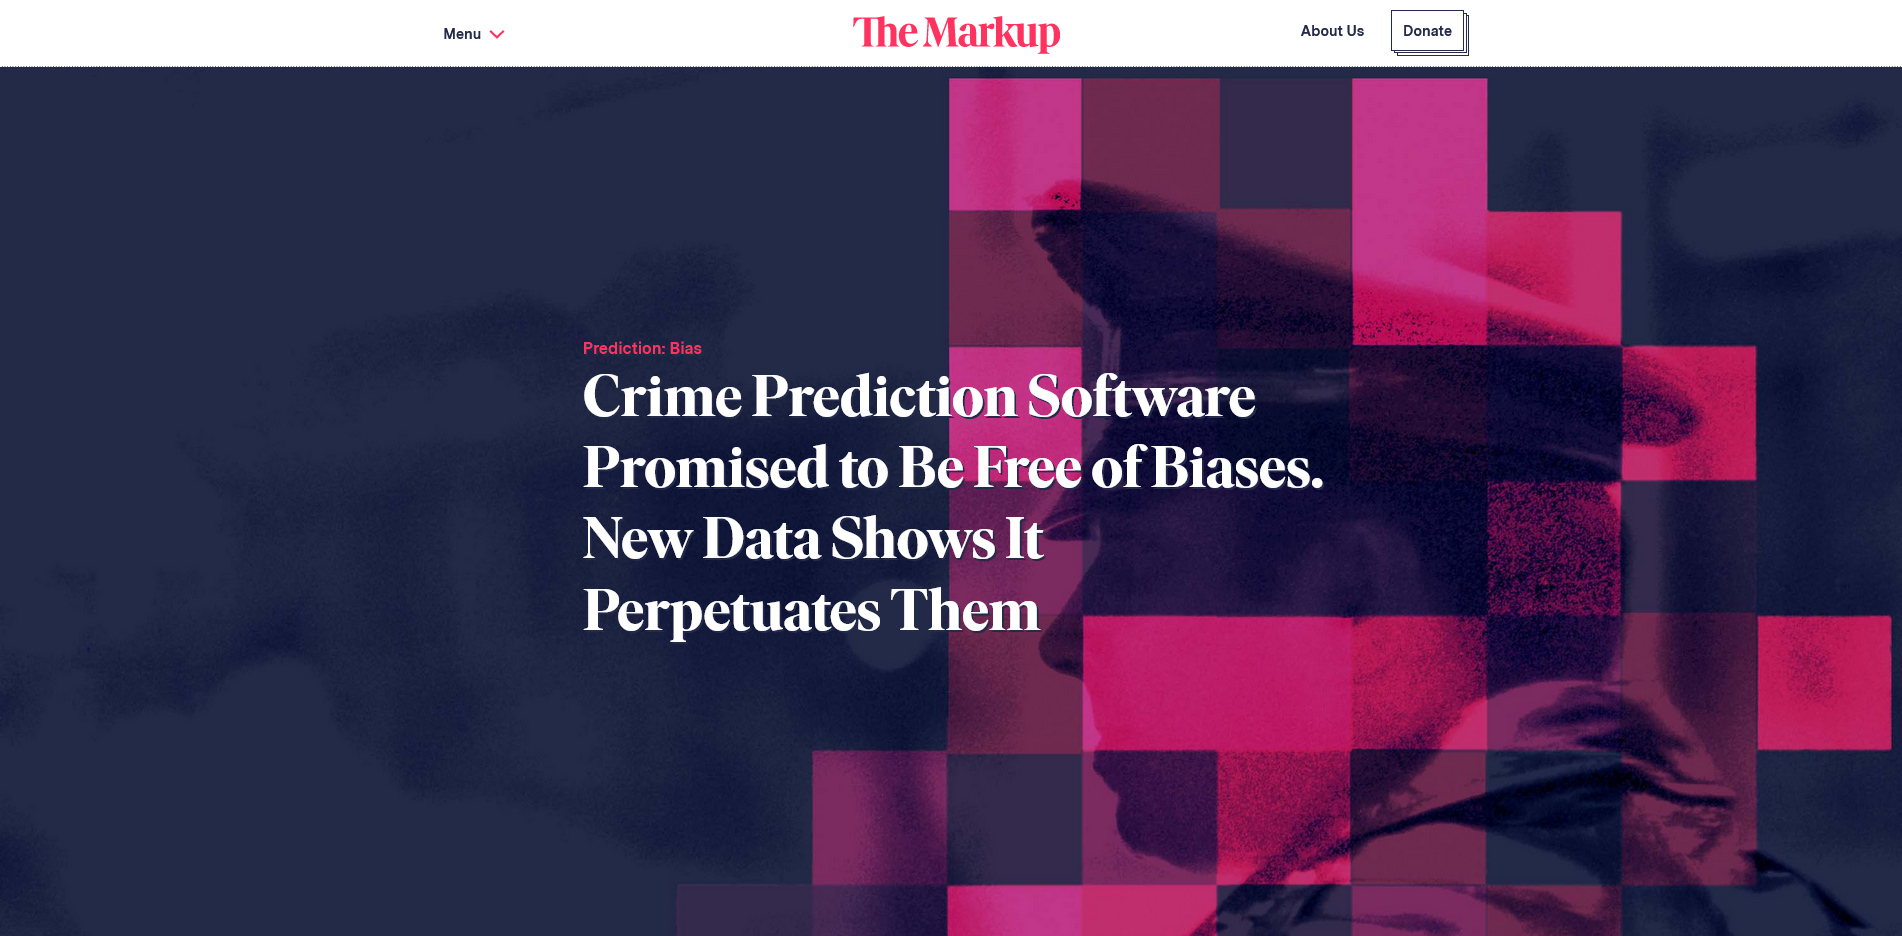 Menu
The Markup
About Us
Donate
Prediction: Bias
Crime Prediction Software
Promised to Be Free of Biases.
New Data Shows It
Perpetuates Them